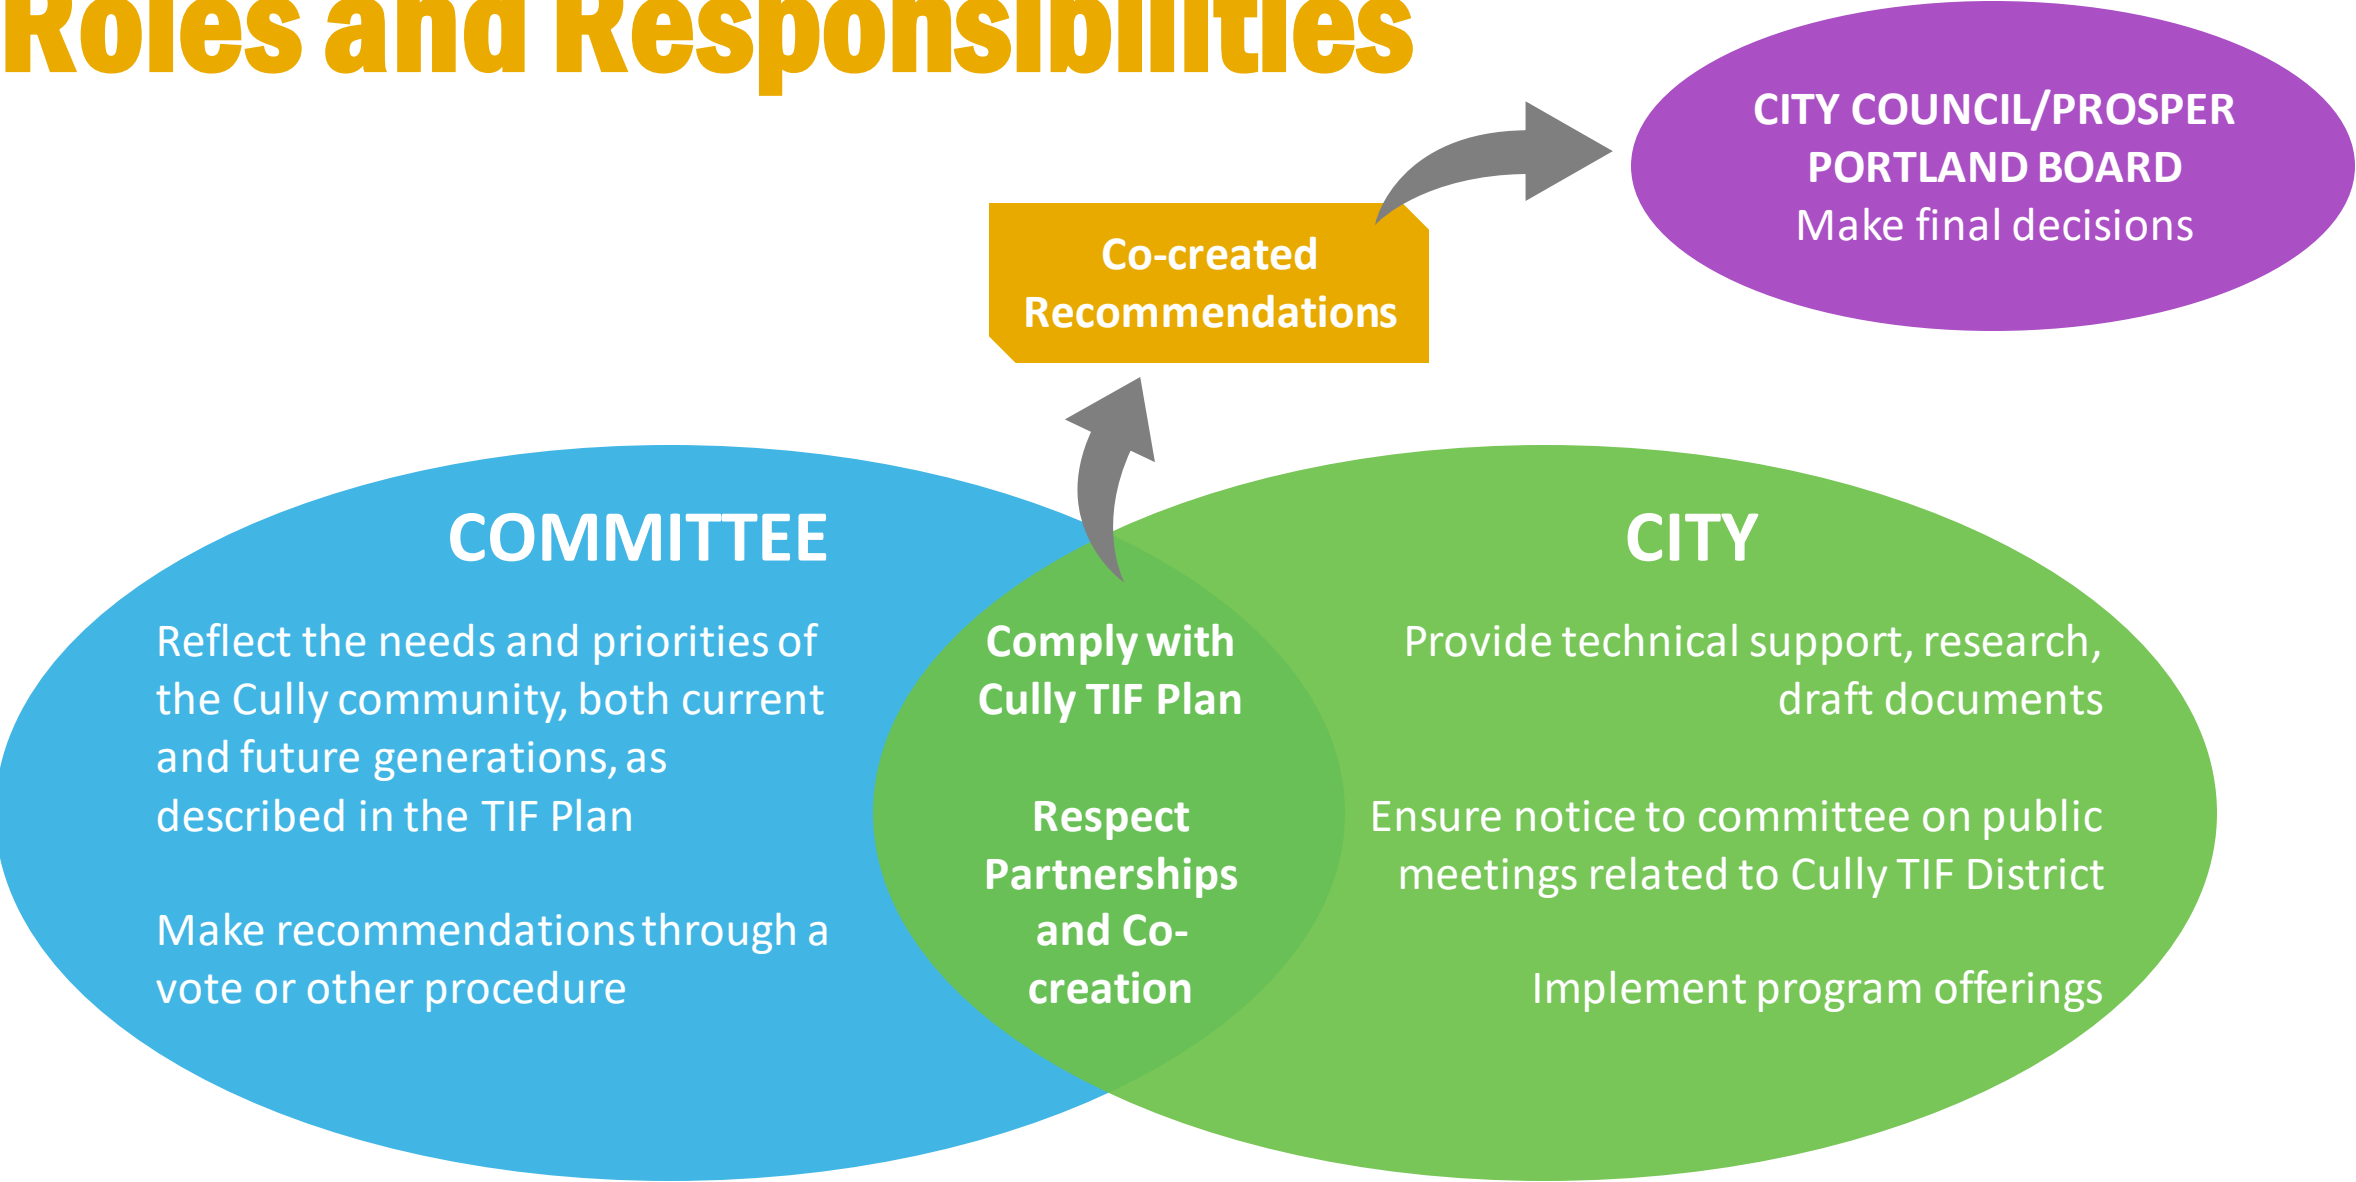 Roles and Responsibilities
CITY COUNCIL/PROSPER
PORTLAND BOARD
Make final decisions
Co-created
Recommendations
COMMITTEE
Reflect the needs and priorities of
the Cully community, both current
and future generations, as
described in the TIF Plan
Make recommendations through a
vote or other procedure
Comply with
Cully TIF Plan
Respect
Partnerships
and Co-
creation
CITY
Provide technical support, research,
draft documents
Ensure notice to committee on public
meetings related to Cully TIF District
Implement program offerings